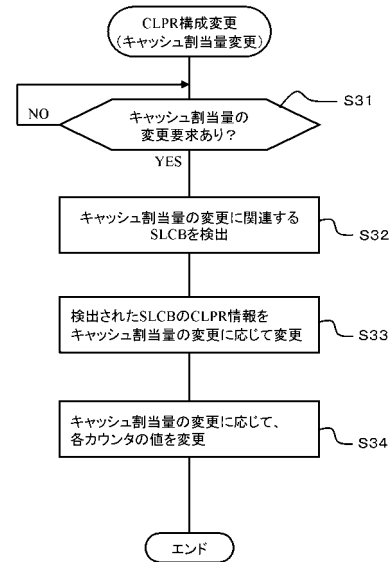 CLPR構成変更
(キャッシュ割当量変更)
キャッシュ割当量の
変更要求あり?
S31
NO
YES
キャッシュ割当量の変更に関連する
SLCBを検出
S32
検出されたSLCBのCLPR情報を
キャッシュ割当量の変更に応じて変更
S33
キャッシュ割当量の変更に応じて、
各カウンタの値を変更
S34
エンド